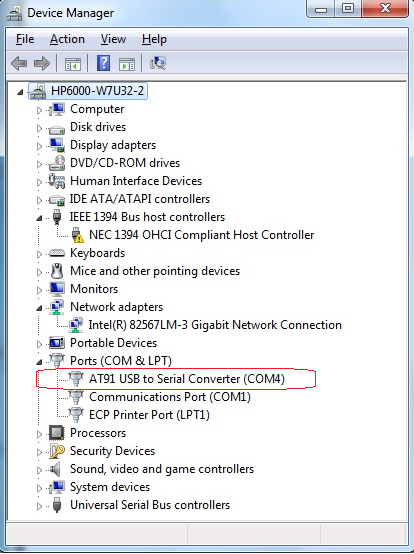 Device Manager
File Action View Help
HP6000-W7U32-2
Computer
Disk drives
Display adapters
DVD/CD-ROM drives
Human Interface Devices
IDE ATA/ATAPI controllers
IEEE 1394 Bus host controllers
NEC 1394 OHCI Compliant Host Controller
Keyboards
Mice and other pointing devices
Monitors
Network adapters
Intel(R) 82567LM-3 Gigabit Network Connection
Portable Devices
Ports (COM & LPT)
AT91 USB to Serial Converter (COM4)
Communications Port (COM1)
ECP Printer Port (LPT1)
Processors
Security Devices
Sound, video and game controllers
System devices
Universal Serial Bus controllers